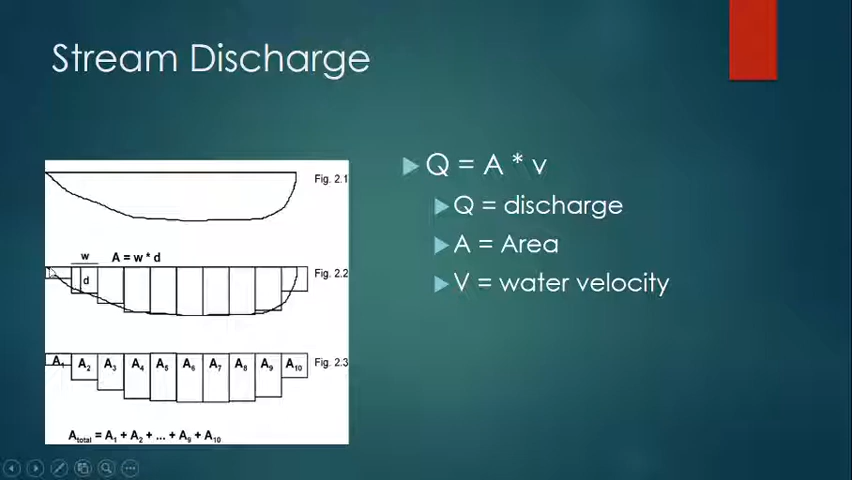 Stream Discharge
Fig. 2.1
w
A = w * d
Fig. 2.2
d
A₁ A₂ A₃ A₄ A₅ A₆ A₇ A₈ A₉ A₁₀
Fig. 2.3
Atotal = A₁ + A₂ + ... + A₉ + A₁₀
Q = A * v
Q = discharge
A = Area
V = water velocity